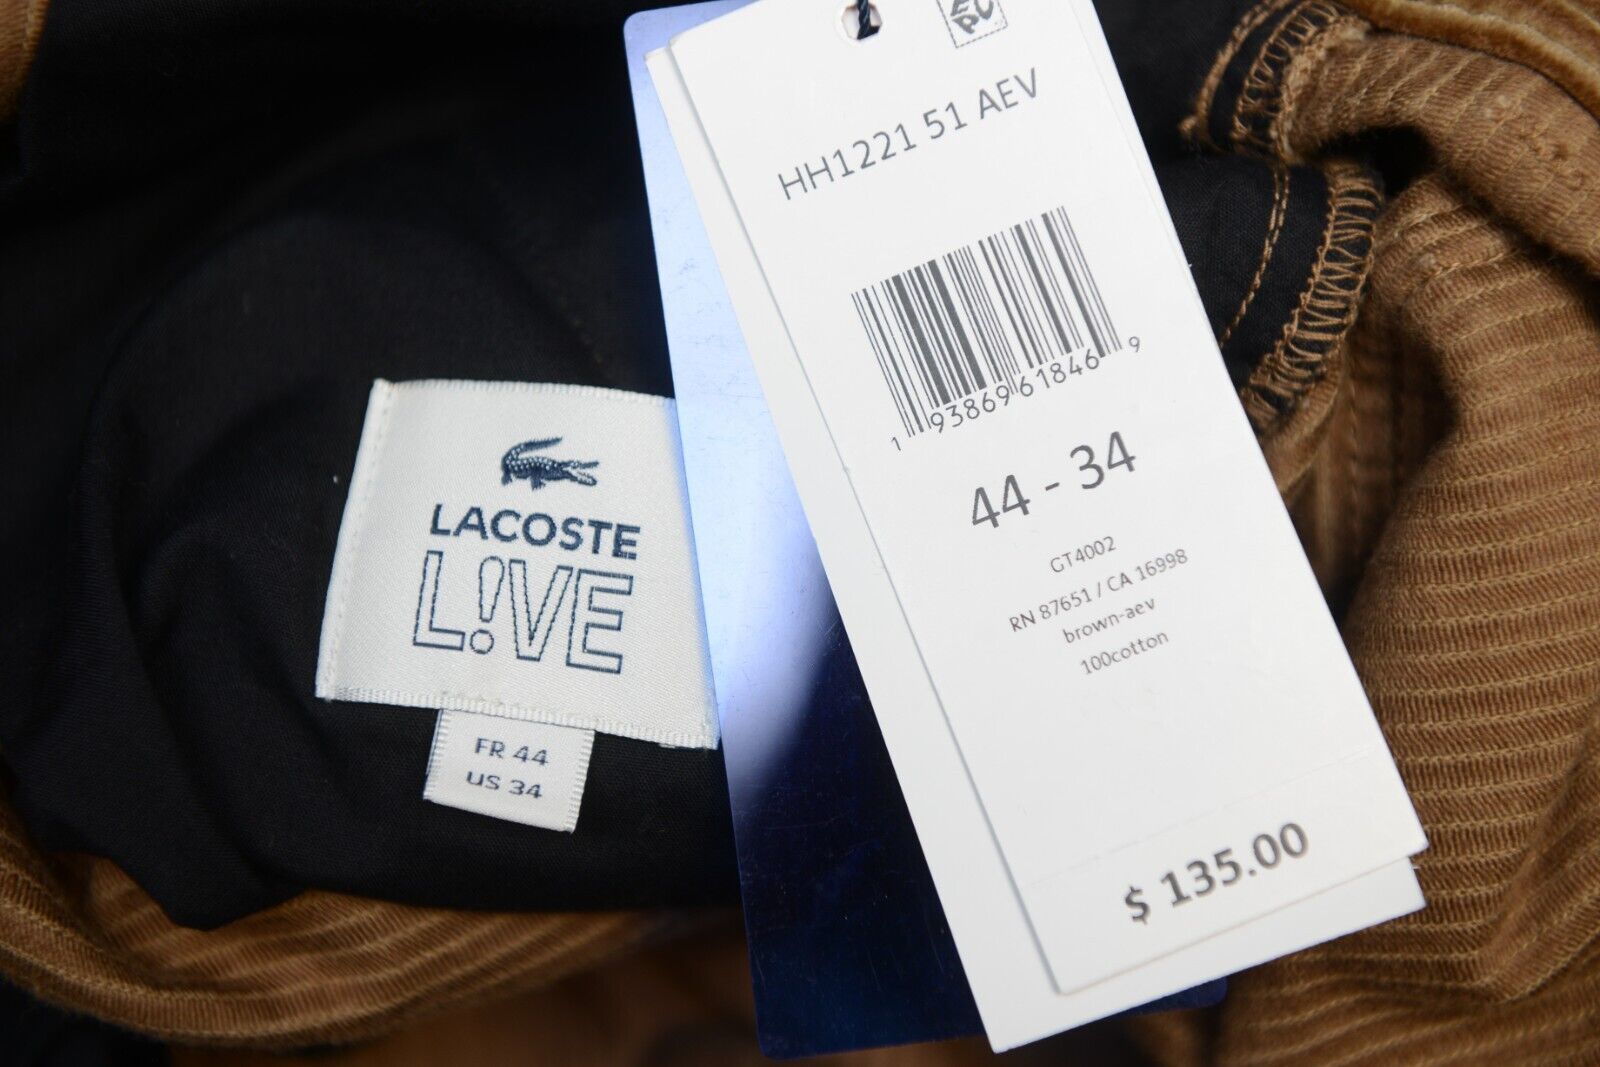 LACOSTE
L!VE
FR 44
US 34
HH1221 51 AEV
1 93869 61846 9
44 - 34
GT4002
RN 87651 / CA 16998
brown-aev
100cotton
$ 135.00